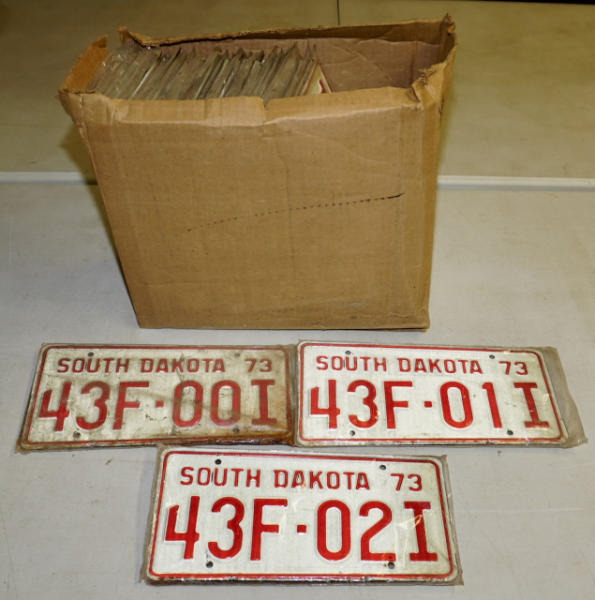 SOUTH DAKOTA 73
43F·00I
SOUTH DAKOTA 73
43F·01I
SOUTH DAKOTA 73
43F·02I